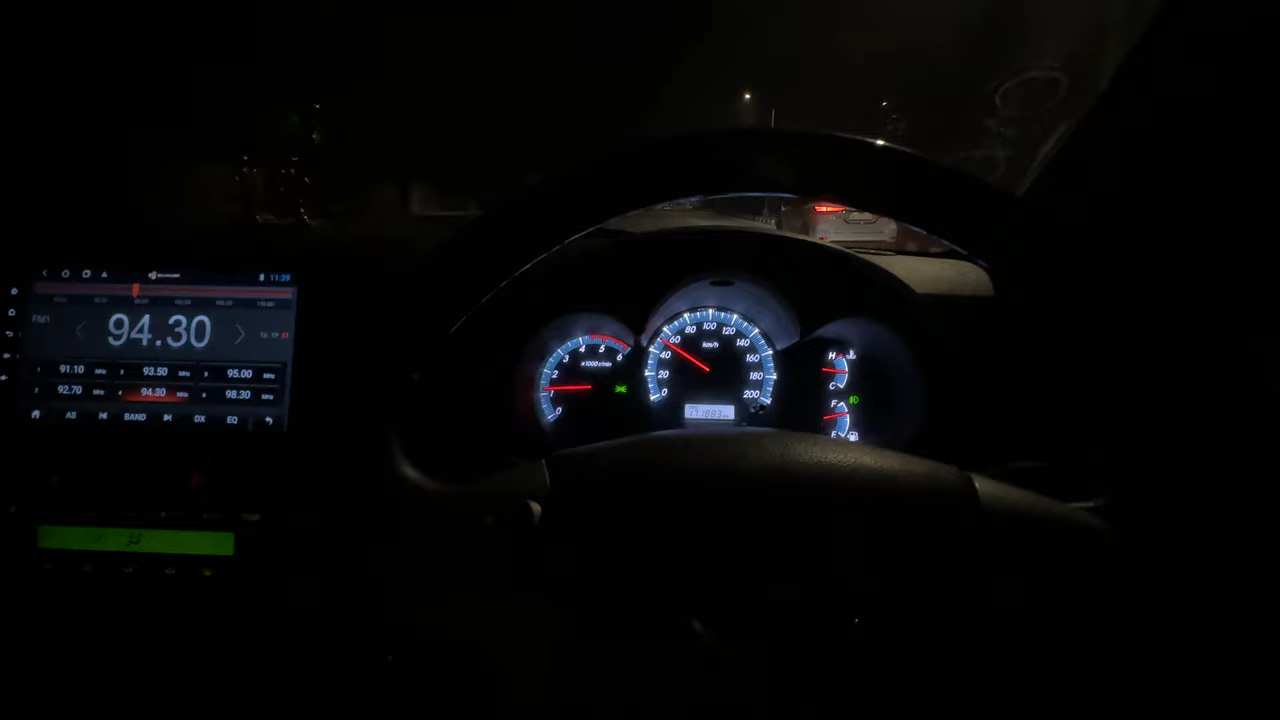 11:39
FM1
94.30
TA TP
1 91.10 MHz
2 93.50 MHz
3 95.00 MHz
92.70 MHz
4 94.30 MHz
98.30 MHz
AS BAND DX EQ
0 1 2 3 4 5 6
x1000r/min
0 20 40 60 80 100 120 140 160 180 200
km/h
171883
H
C
F
E